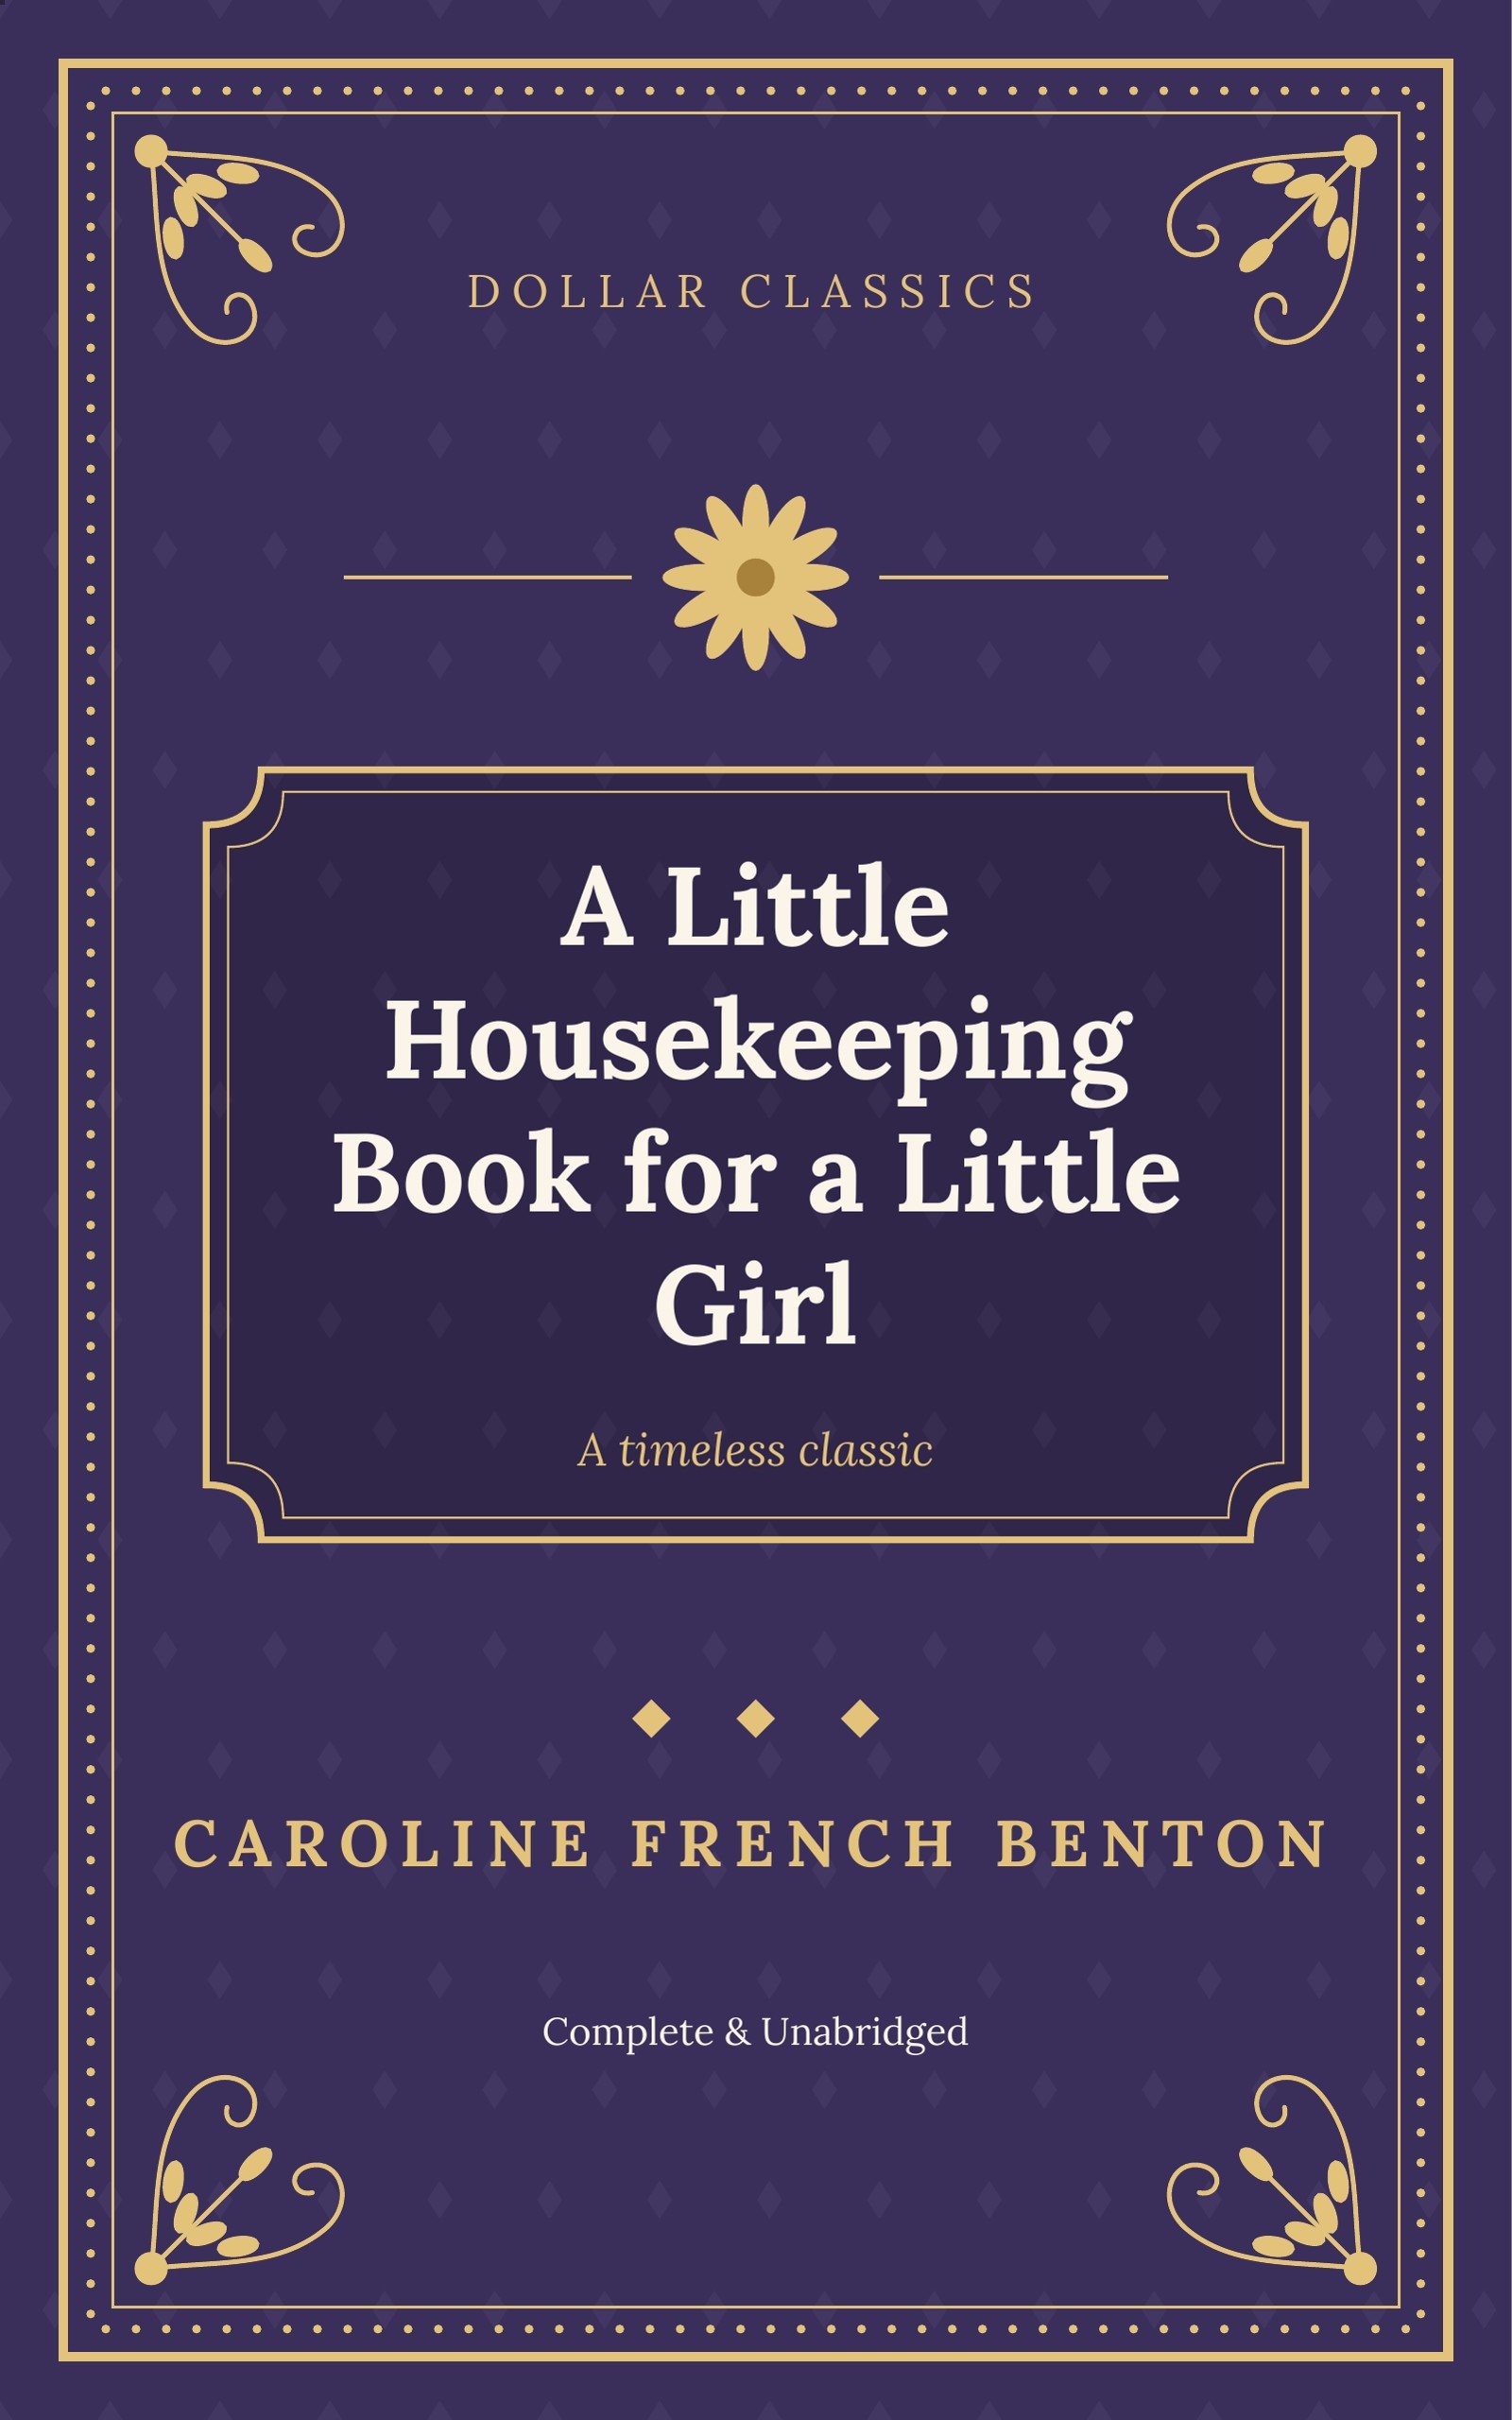 DOLLAR CLASSICS
A Little
Housekeeping
Book for a Little
Girl
A timeless classic
CAROLINE FRENCH BENTON
Complete & Unabridged